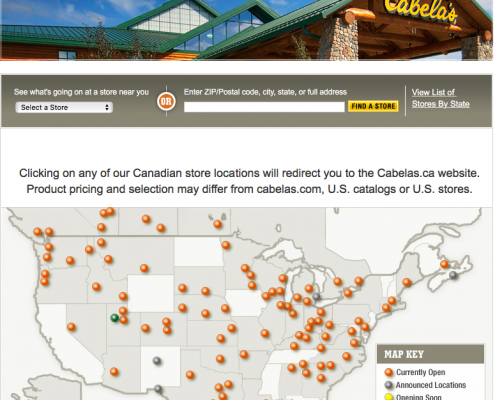 Cabela's
See what's going on at a store near you
Select a Store
OR
Enter ZIP/Postal code, city, state, or full address
FIND A STORE
View List of
Stores By State
Clicking on any of our Canadian store locations will redirect you to the Cabelas.ca website.
Product pricing and selection may differ from cabelas.com, U.S. catalogs or U.S. stores.
MAP KEY
Currently Open
Announced Locations
Opening Soon